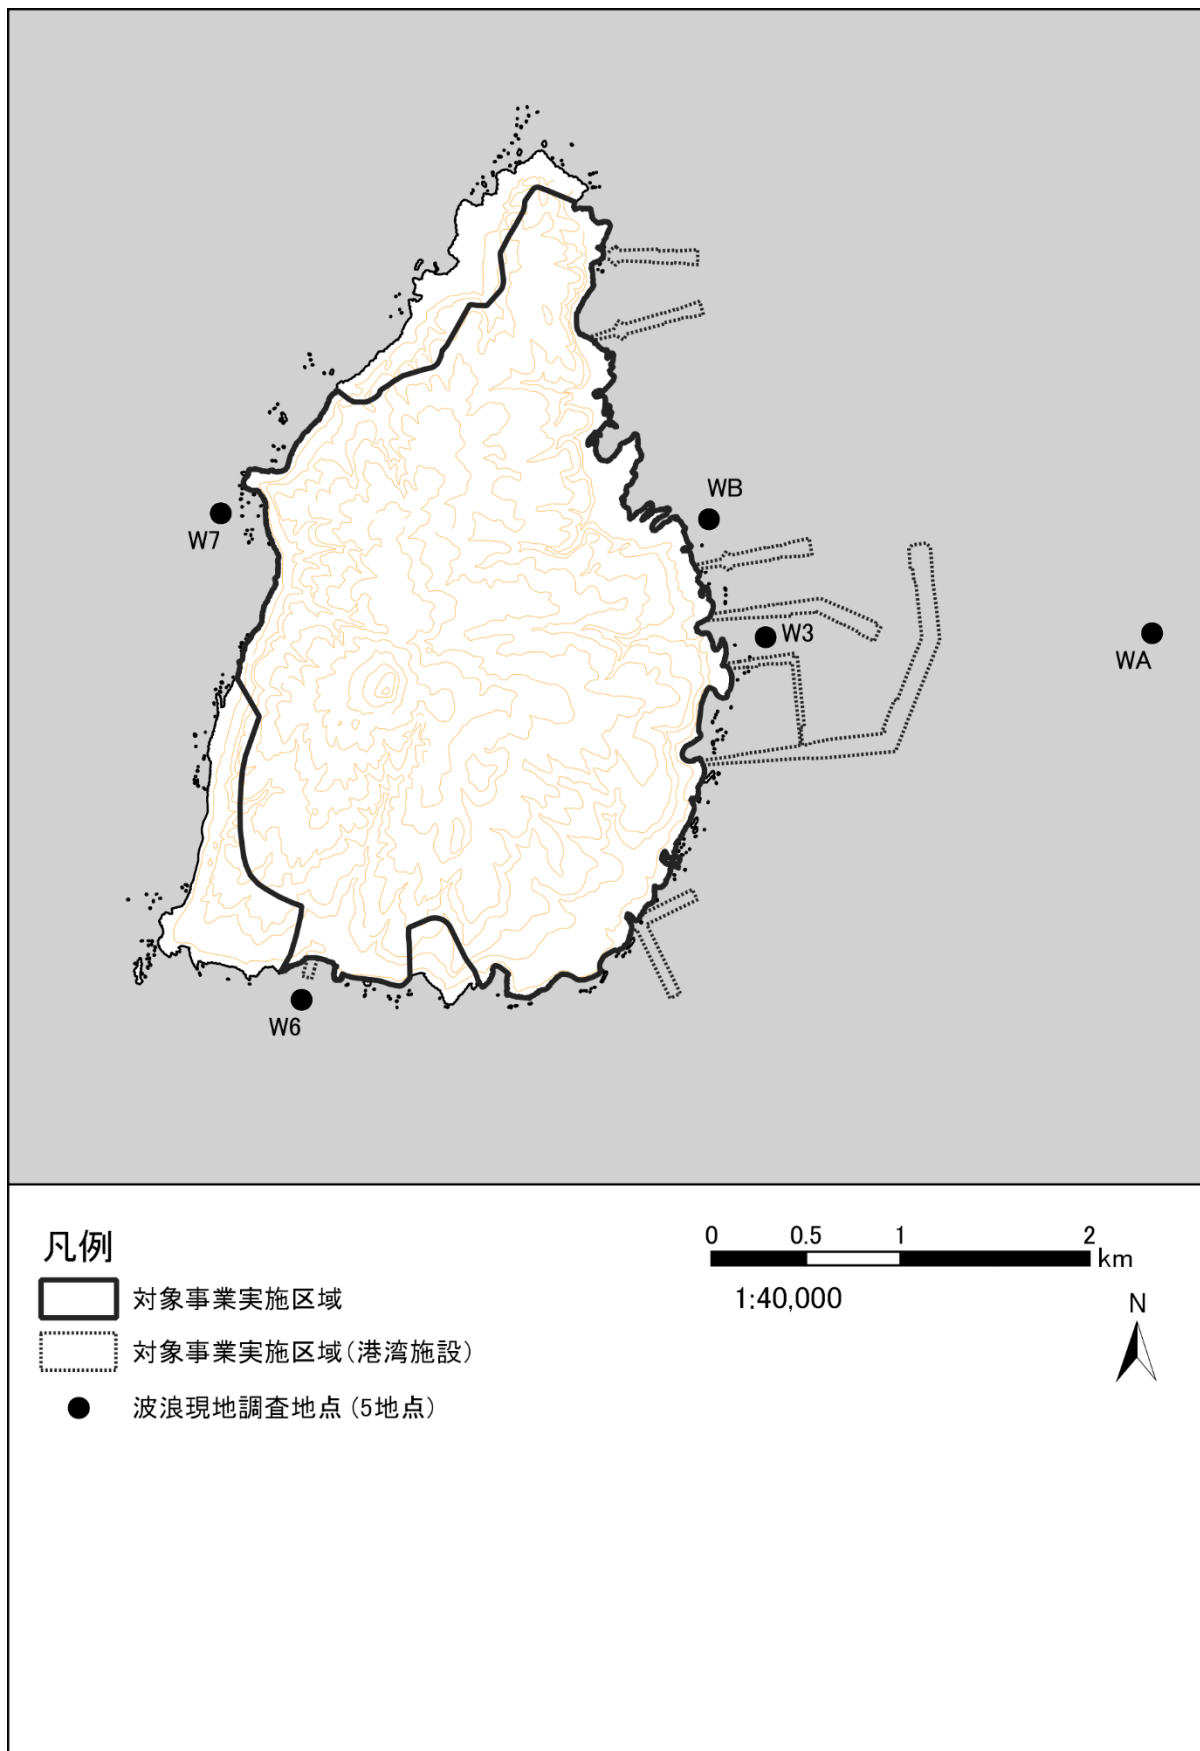 WB
W7
W3
WA
W6
凡例
対象事業実施区域
対象事業実施区域(港湾施設)
波浪現地調査地点(5地点)
0 0.5 1 2
km
1:40,000
N